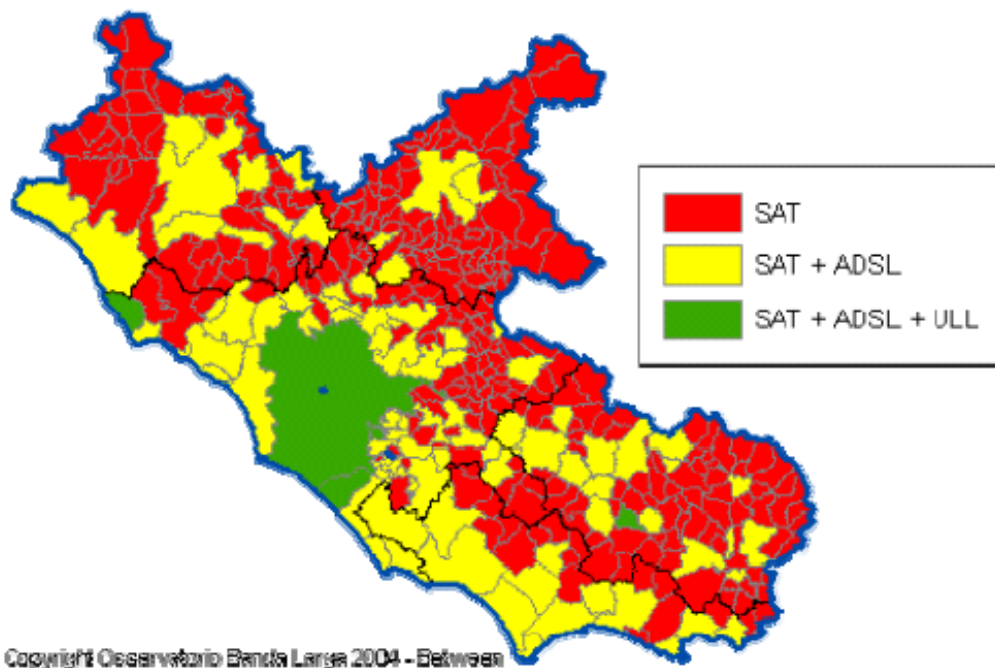 SAT
SAT + ADSL
SAT + ADSL + ULL
Copyright Osservatorio Banda Larga 2004 - Between